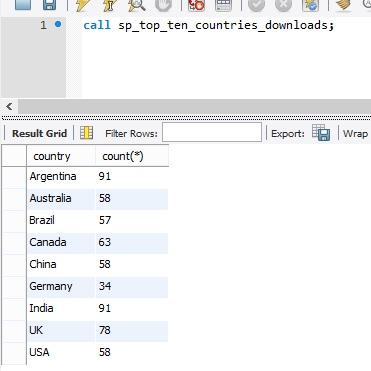 1 call sp_top_ten_countries_downloads;
Result Grid Filter Rows: Export: Wrap
country count(*)
Argentina 91
Australia 58
Brazil 57
Canada 63
China 58
Germany 34
India 91
UK 78
USA 58